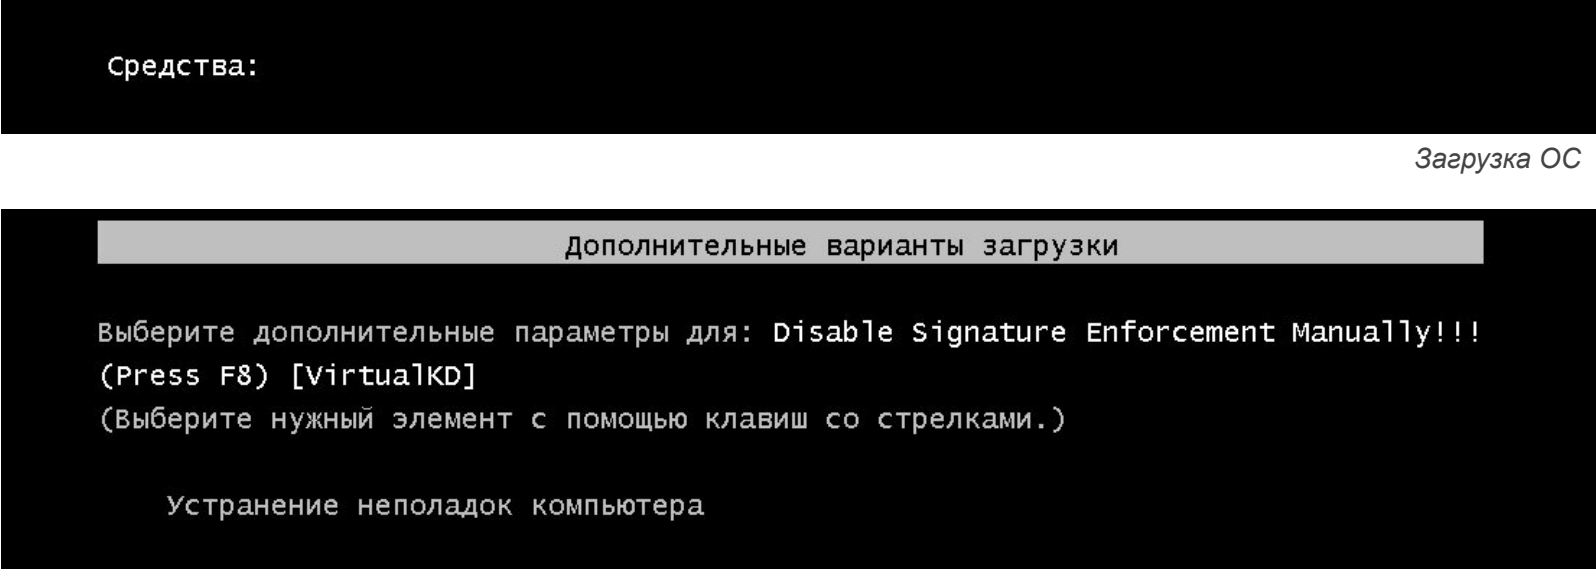 Средства:
Загрузка ОС
Дополнительные варианты загрузки
Выберите дополнительные параметры для: Disable Signature Enforcement Manually!!!
(Press F8) [VirtualKD]
(Выберите нужный элемент с помощью клавиш со стрелками.)
Устранение неполадок компьютера